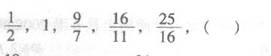 1/2, 1, 9/7, 16/11, 25/16, ( )